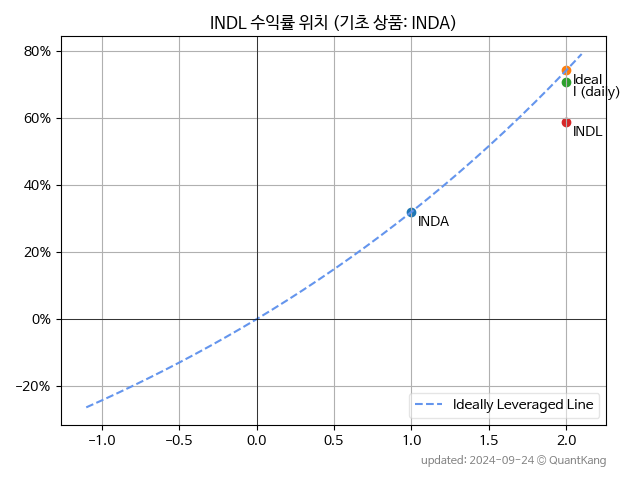 INDL 수익률 위치 (기초 상품: INDA)
80%
60%
40%
20%
0%
−20%
Ideal
I (daily)
INDL
INDA
Ideally Leveraged Line
−1.0 −0.5 0.0 0.5 1.0 1.5 2.0
updated: 2024-09-24 © QuantKang